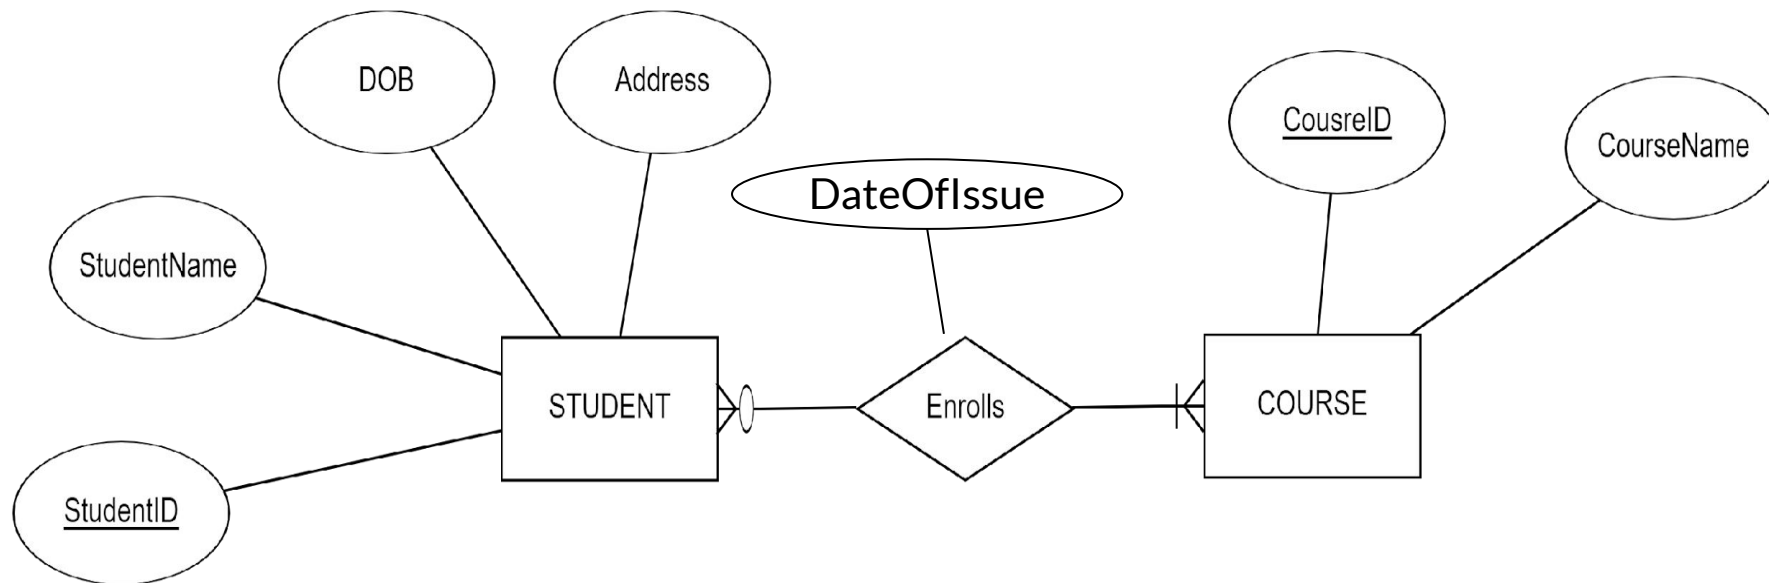 DOB
Address
CousreID
CourseName
DateOfIssue
StudentName
STUDENT
Enrolls
COURSE
StudentID